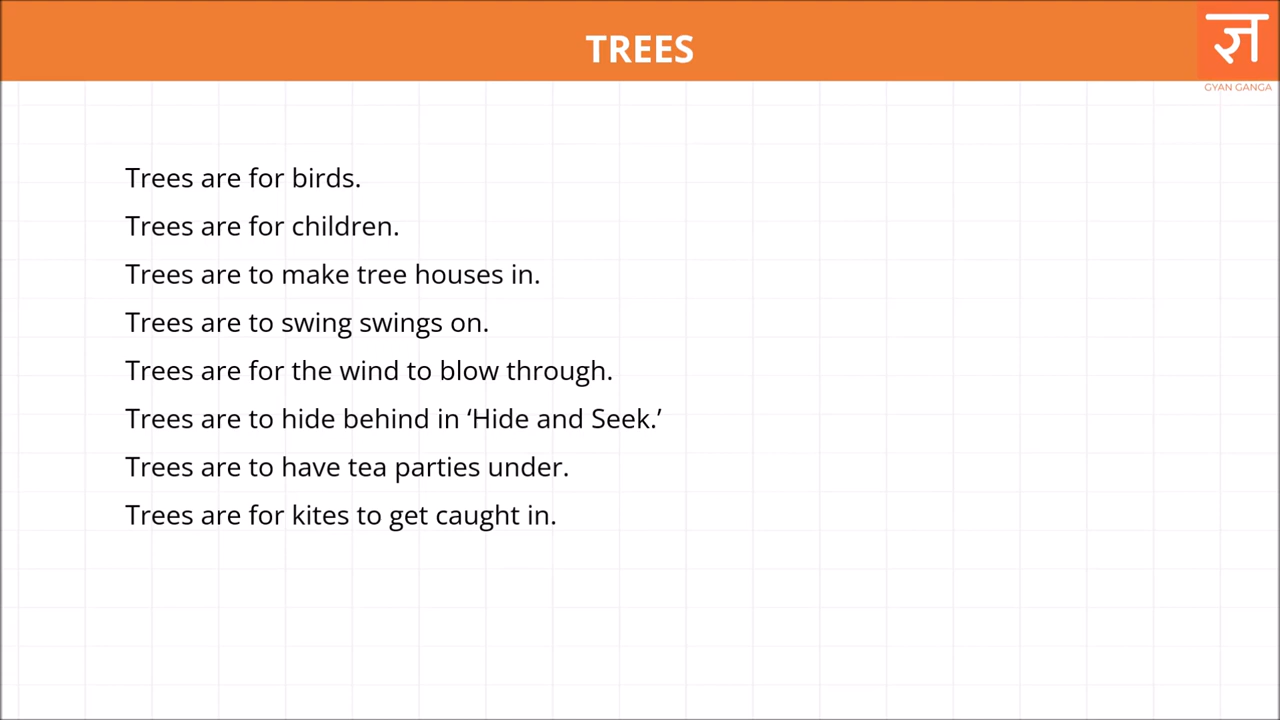 TREES
ज्ञ
GYAN GANGA
Trees are for birds.
Trees are for children.
Trees are to make tree houses in.
Trees are to swing swings on.
Trees are for the wind to blow through.
Trees are to hide behind in ‘Hide and Seek.’
Trees are to have tea parties under.
Trees are for kites to get caught in.